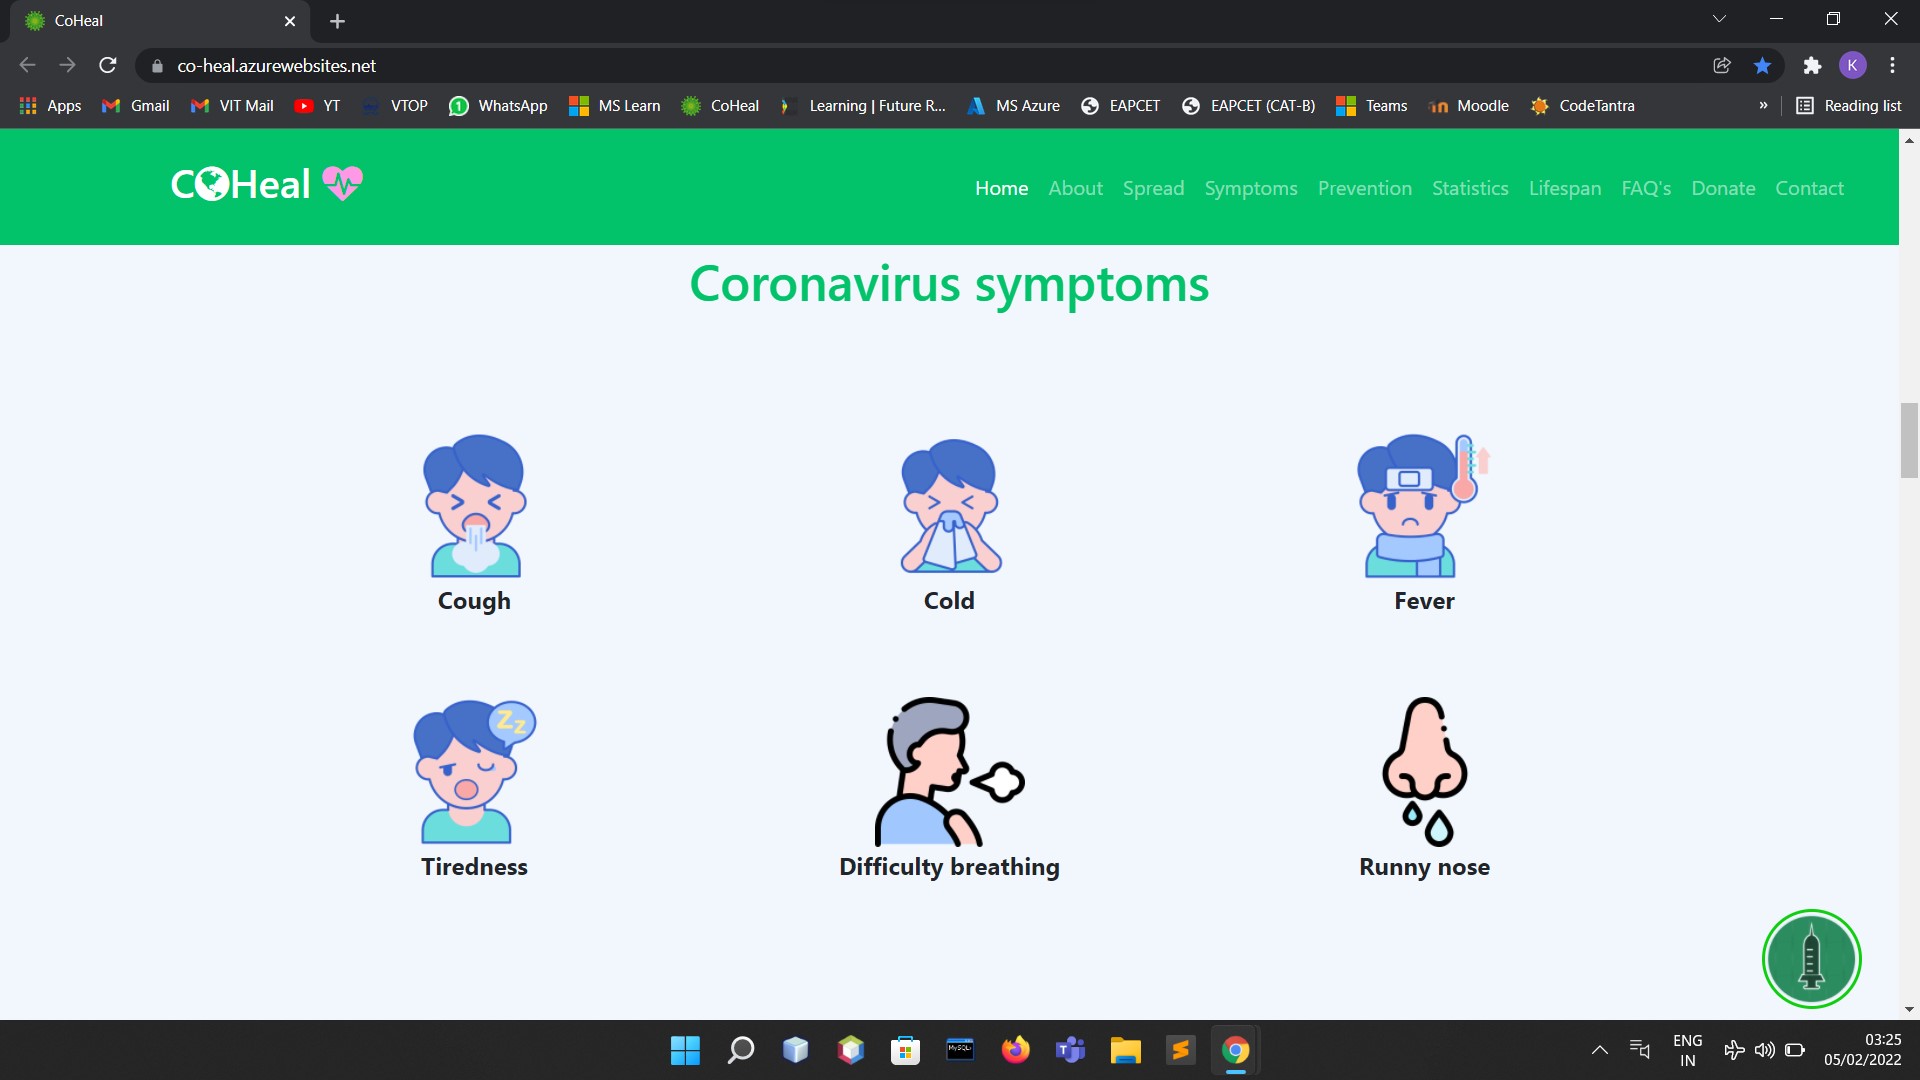 CoHeal
co-heal.azurewebsites.net
K
Apps Gmail VIT Mail YT VTOP WhatsApp MS Learn CoHeal Learning | Future R... MS Azure EAPCET EAPCET (CAT-B) Teams Moodle CodeTantra » Reading list
COHeal
Home About Spread Symptoms Prevention Statistics Lifespan FAQ's Donate Contact
Coronavirus symptoms
Cough Cold Fever
Zz
Tiredness Difficulty breathing Runny nose
ENG
IN
03:25
05/02/2022